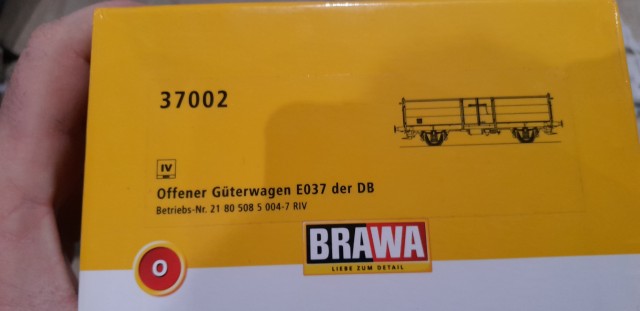 37002
IV
Offener Güterwagen E037 der DB
Betriebs-Nr. 21 80 508 5 004-7 RIV
BRAWA
LIEBE ZUM DETAIL
O